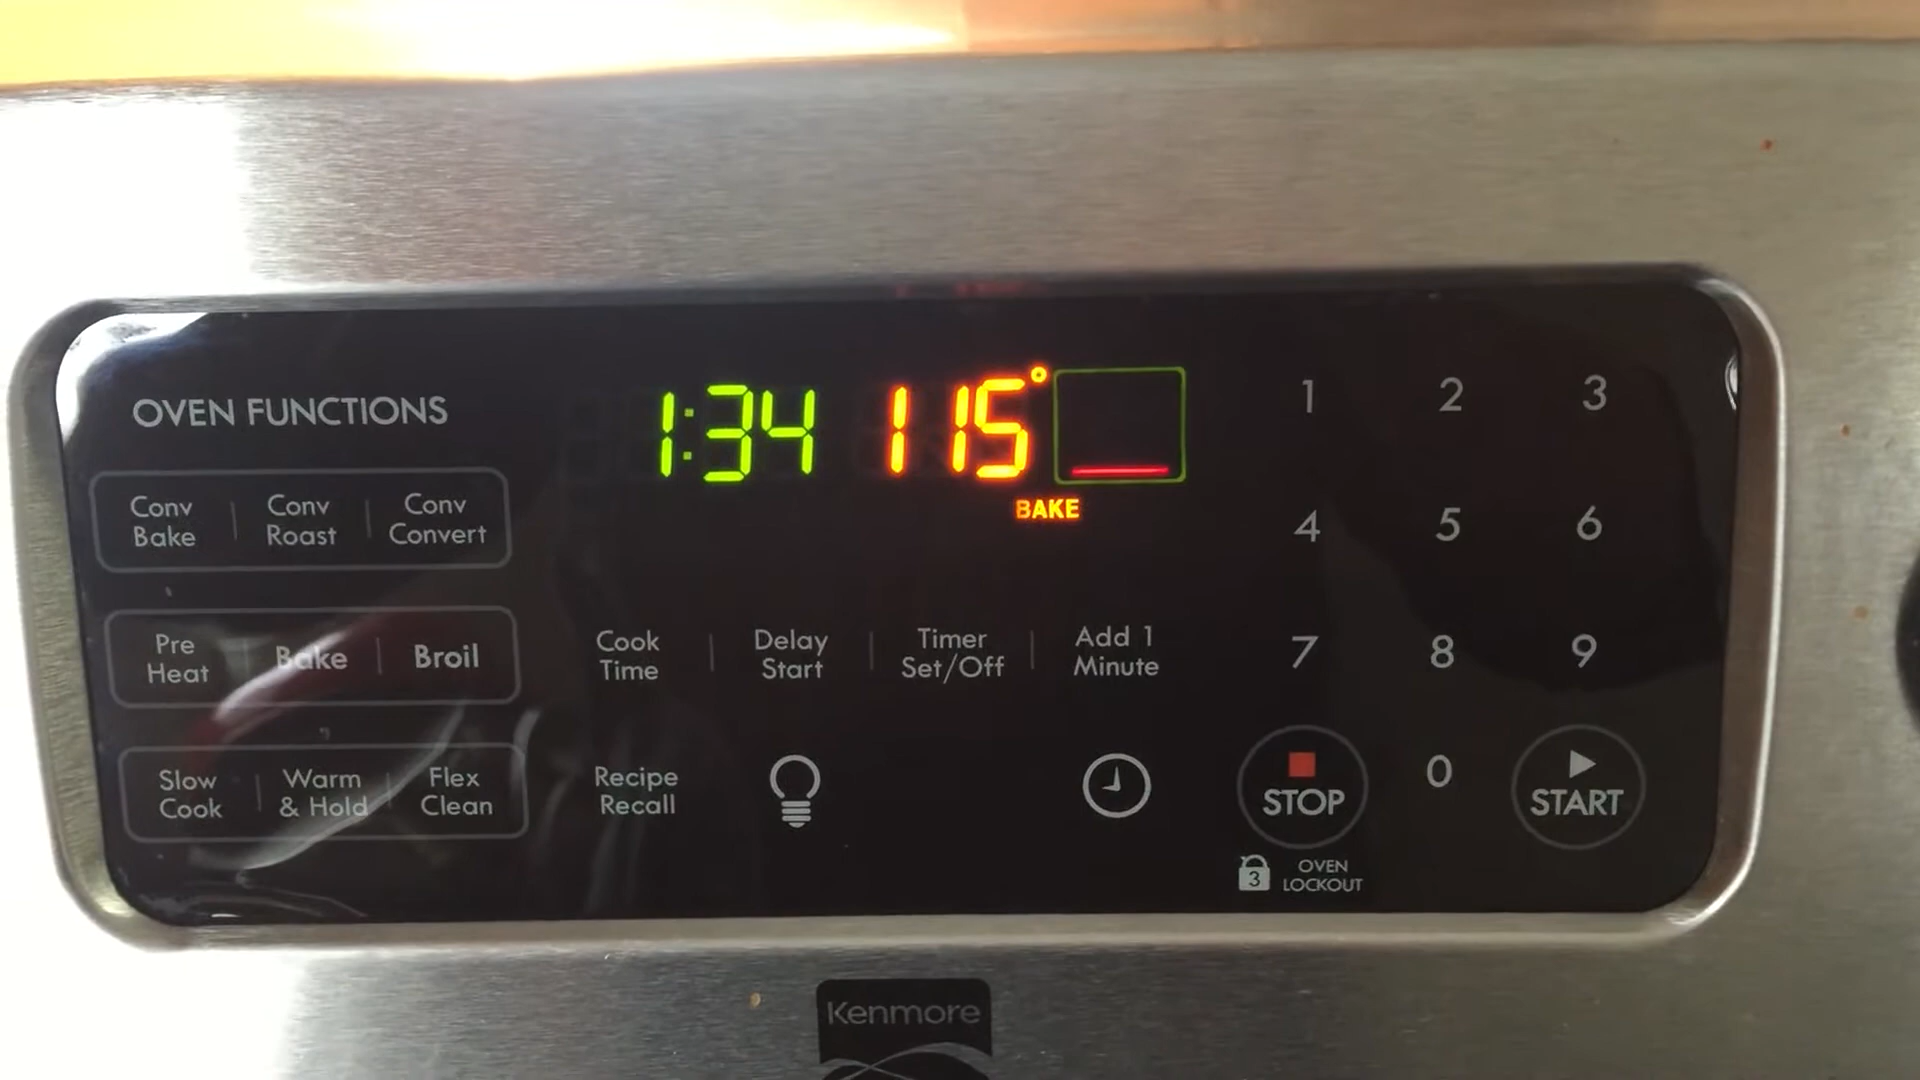 OVEN FUNCTIONS
1:34 115°
BAKE
Conv Bake
Conv Roast
Conv Convert
Pre Heat
Bake
Broil
Slow Cook
Warm & Hold
Flex Clean
Cook Time
Delay Start
Timer Set/Off
Add 1 Minute
Recipe Recall
1 2 3
4 5 6
7 8 9
0
STOP
START
3 OVEN LOCKOUT
Kenmore